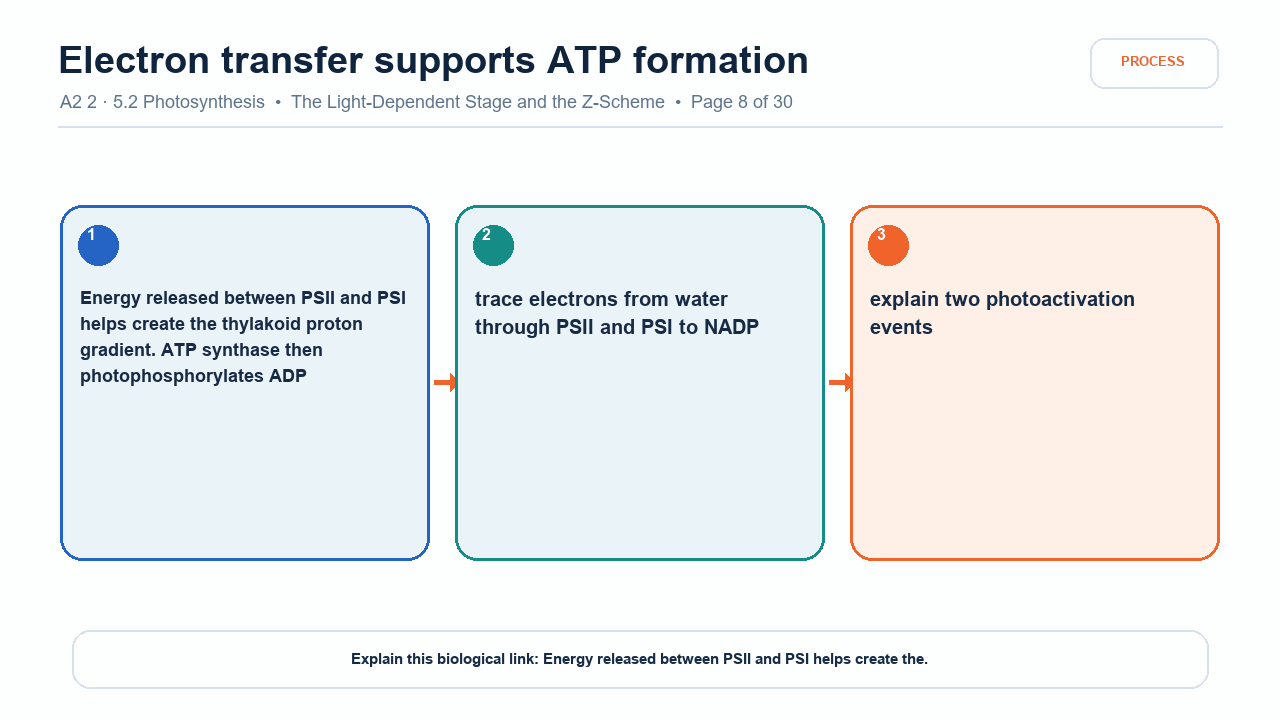 Electron transfer supports ATP formation
PROCESS
A2 2 · 5.2 Photosynthesis • The Light-Dependent Stage and the Z-Scheme • Page 8 of 30
1
Energy released between PSII and PSI
helps create the thylakoid proton
gradient. ATP synthase then
photophosphorylates ADP
2
trace electrons from water
through PSII and PSI to NADP
3
explain two photoactivation
events
Explain this biological link: Energy released between PSII and PSI helps create the.